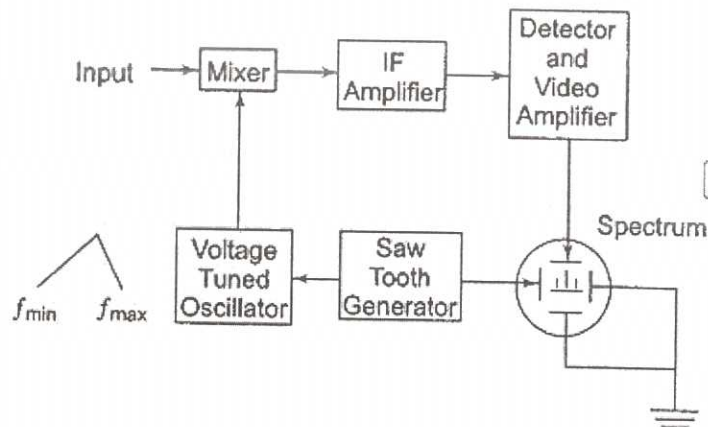 Input
Mixer
IF
Amplifier
Detector
and
Video
Amplifier
Spectrum
Voltage
Tuned
Oscillator
Saw
Tooth
Generator
fmin
fmax